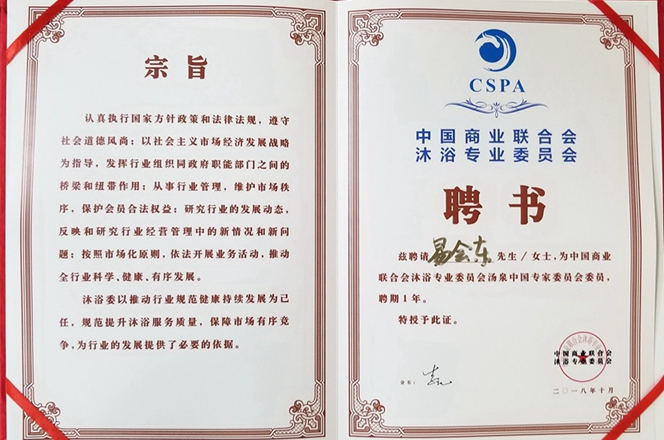 宗旨
认真执行国家方针政策和法律法规，遵守
社会道德风尚；以社会主义市场经济发展战略
为指导，发挥行业组织同政府职能部门之间的
桥梁和纽带作用；从事行业管理，维护市场秩
序，保护会员合法权益；研究行业的发展动态，
反映和研究行业经营管理中的新情况和新问
题；按照市场化原则，依法开展业务活动，推动
全行业科学、健康、有序发展。
沐浴委以推动行业规范健康持续发展为己
任，规范提升沐浴服务质量，保障市场有序竞
争，为行业的发展提供了必要的依据。
CSPA
中国商业联合会
沐浴专业委员会
聘书
兹聘请易会东先生／女士，为中国商业
联合会沐浴专业委员会汤泉中国专家委员会委员，
聘期1年。
特授予此证。
中国商业联合会
沐浴专业委员会
会长：
二〇一八年十月